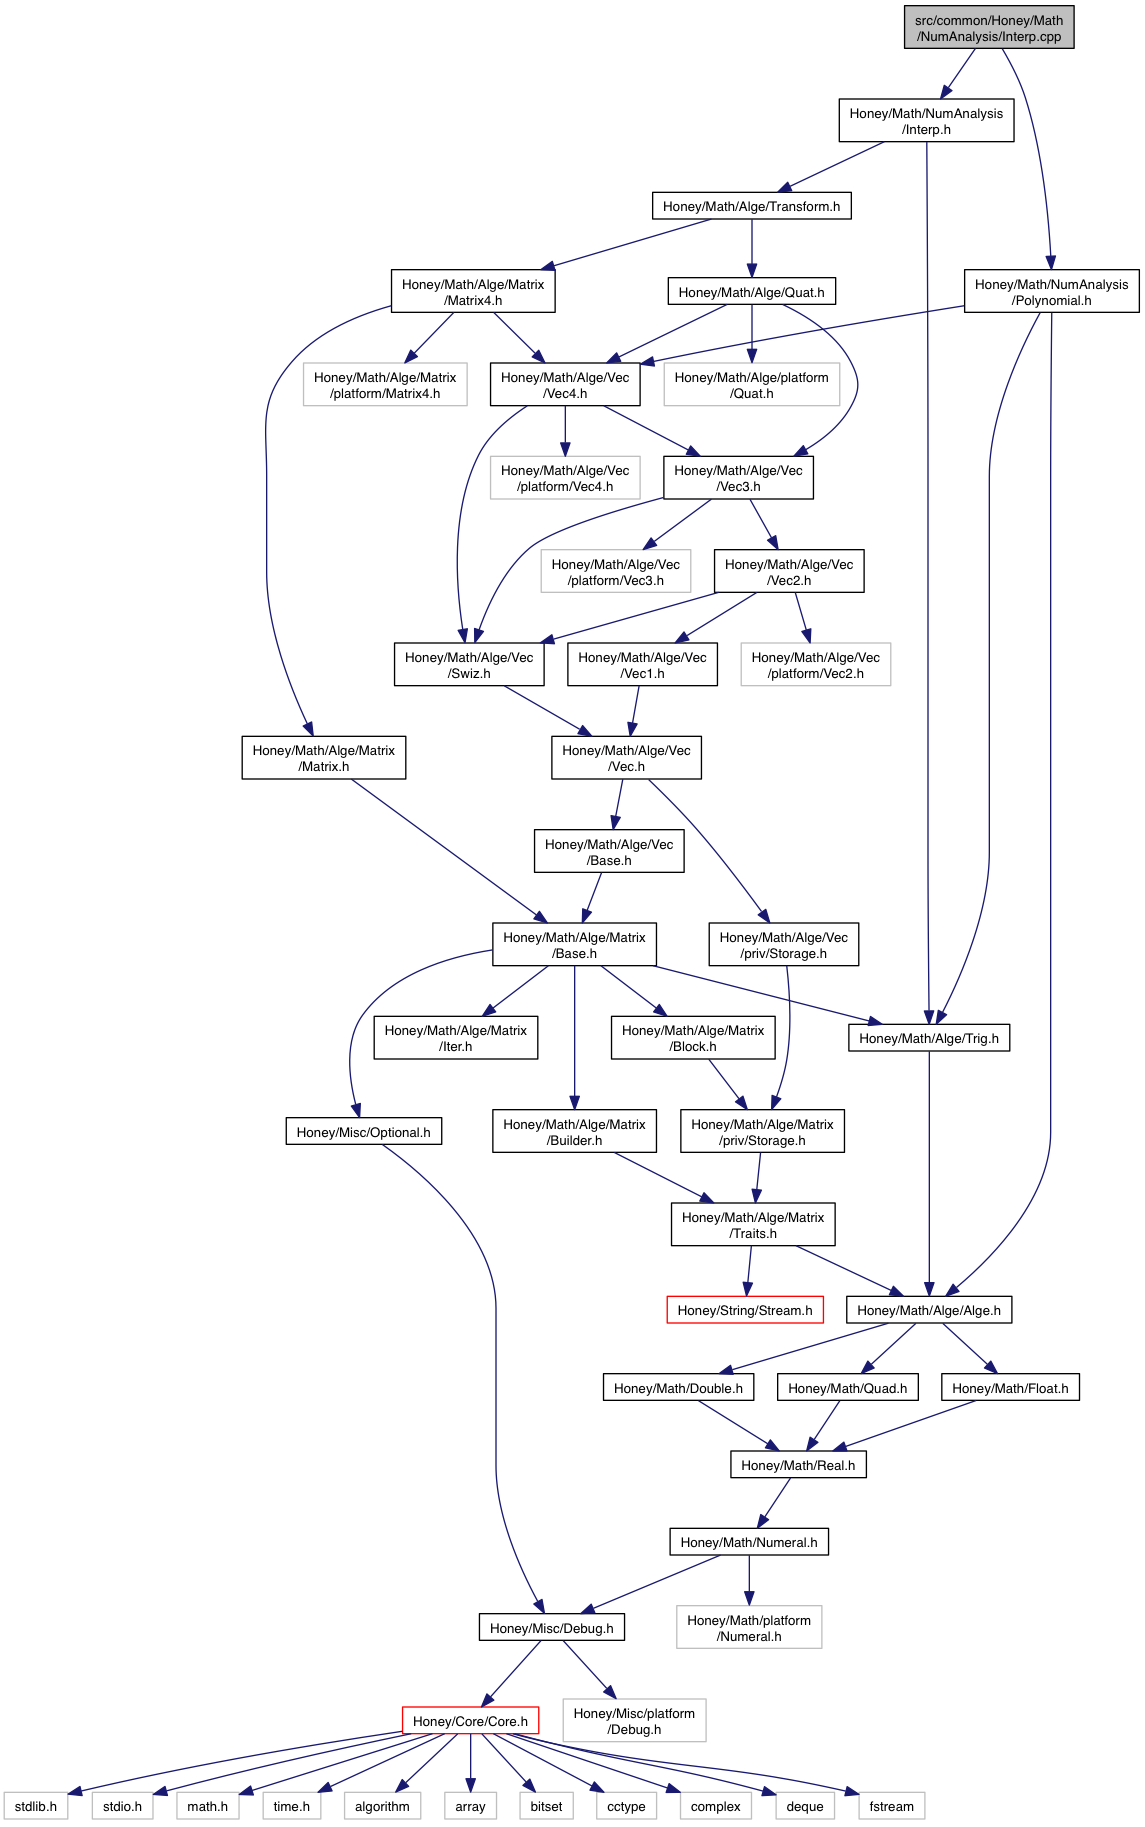 src/common/Honey/Math
/NumAnalysis/Interp.cpp
Honey/Math/NumAnalysis
/Interp.h
Honey/Math/Alge/Transform.h
Honey/Math/Alge/Matrix
/Matrix4.h
Honey/Math/Alge/Quat.h
Honey/Math/NumAnalysis
/Polynomial.h
Honey/Math/Alge/Matrix
/platform/Matrix4.h
Honey/Math/Alge/Vec
/Vec4.h
Honey/Math/Alge/platform
/Quat.h
Honey/Math/Alge/Vec
/platform/Vec4.h
Honey/Math/Alge/Vec
/Vec3.h
Honey/Math/Alge/Vec
/platform/Vec3.h
Honey/Math/Alge/Vec
/Vec2.h
Honey/Math/Alge/Vec
/Swiz.h
Honey/Math/Alge/Vec
/Vec1.h
Honey/Math/Alge/Vec
/platform/Vec2.h
Honey/Math/Alge/Matrix
/Matrix.h
Honey/Math/Alge/Vec
/Vec.h
Honey/Math/Alge/Vec
/Base.h
Honey/Math/Alge/Matrix
/Base.h
Honey/Math/Alge/Vec
/priv/Storage.h
Honey/Math/Alge/Matrix
/Iter.h
Honey/Math/Alge/Matrix
/Block.h
Honey/Math/Alge/Trig.h
Honey/Misc/Optional.h
Honey/Math/Alge/Matrix
/Builder.h
Honey/Math/Alge/Matrix
/priv/Storage.h
Honey/Math/Alge/Matrix
/Traits.h
Honey/String/Stream.h
Honey/Math/Alge/Alge.h
Honey/Math/Double.h
Honey/Math/Quad.h
Honey/Math/Float.h
Honey/Math/Real.h
Honey/Math/Numeral.h
Honey/Misc/Debug.h
Honey/Math/platform
/Numeral.h
Honey/Core/Core.h
Honey/Misc/platform
/Debug.h
stdlib.h
stdio.h
math.h
time.h
algorithm
array
bitset
cctype
complex
deque
fstream